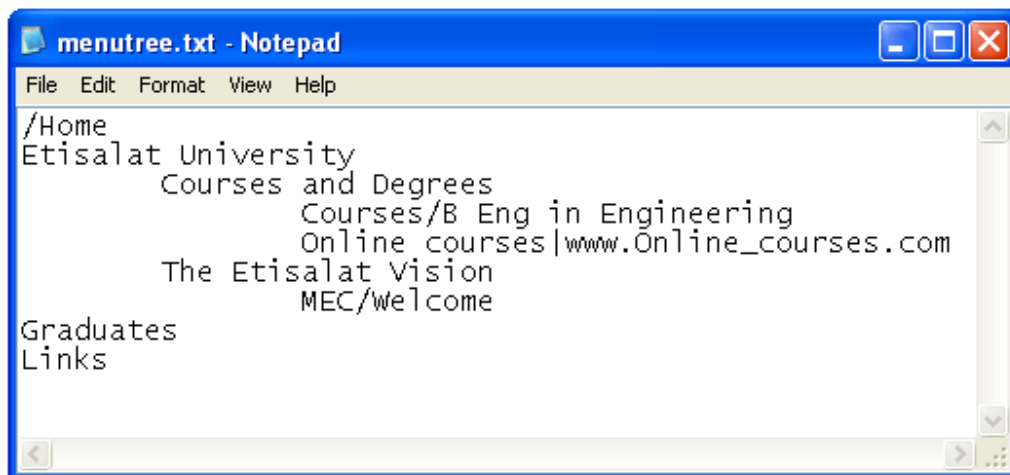 menutree.txt - Notepad
File Edit Format View Help
/Home
Etisalat University
Courses and Degrees
Courses/B Eng in Engineering
Online courses|www.Online_courses.com
The Etisalat Vision
MEC/Welcome
Graduates
Links